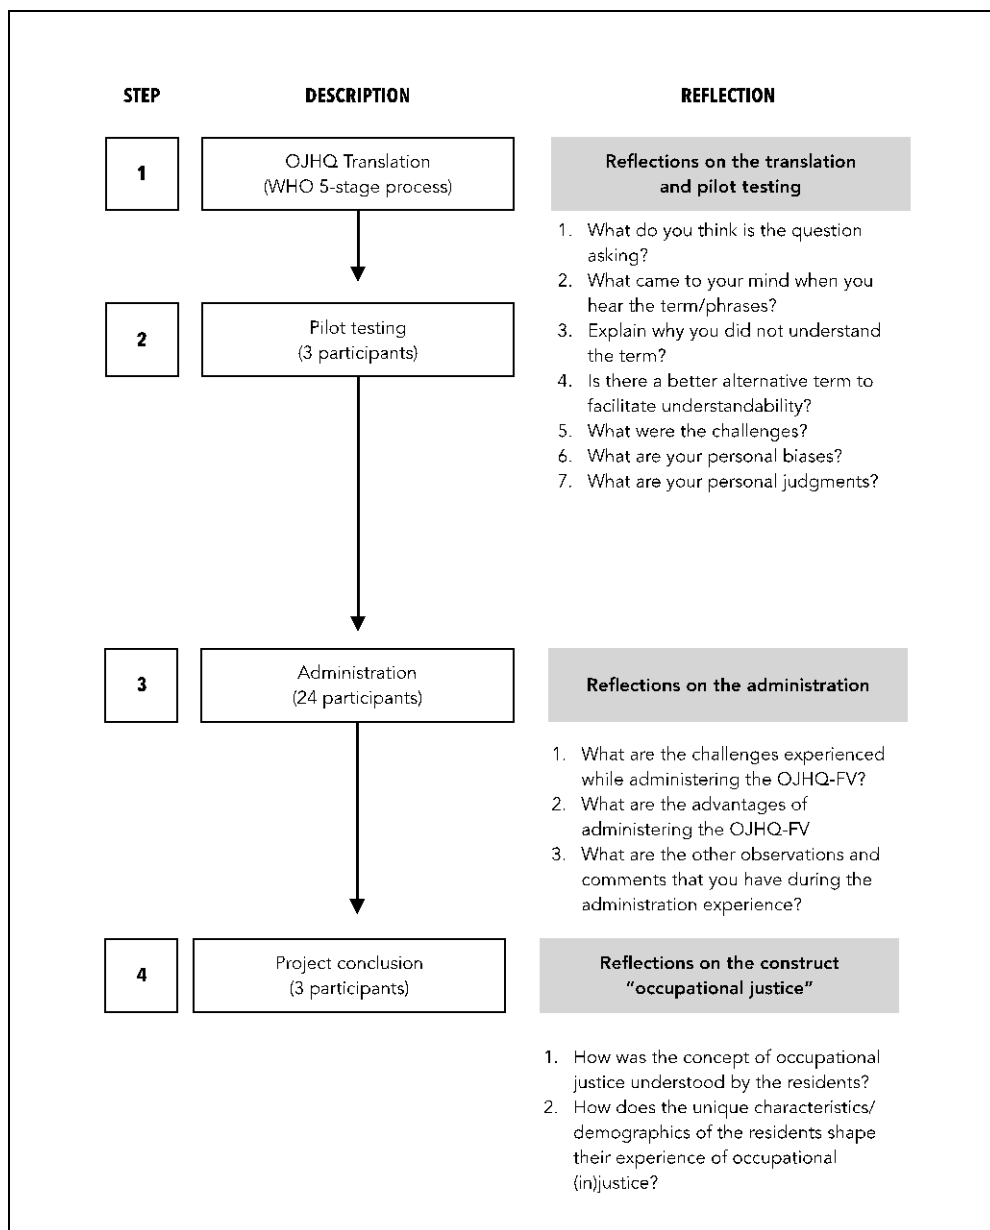 STEP
DESCRIPTION
REFLECTION
1
OJHQ Translation
(WHO 5-stage process)
Reflections on the translation
and pilot testing
1. What do you think is the question
asking?
2. What came to your mind when you
hear the term/phrases?
3. Explain why you did not understand
the term?
4. Is there a better alternative term to
facilitate understandability?
5. What were the challenges?
6. What are your personal biases?
7. What are your personal judgments?
2
Pilot testing
(3 participants)
3
Administration
(24 participants)
Reflections on the administration
1. What are the challenges experienced
while administering the OJHQ-FV?
2. What are the advantages of
administering the OJHQ-FV
3. What are the other observations and
comments that you have during the
administration experience?
4
Project conclusion
(3 participants)
Reflections on the construct
"occupational justice"
1. How was the concept of occupational
justice understood by the residents?
2. How does the unique characteristics/
demographics of the residents shape
their experience of occupational
(in)justice?